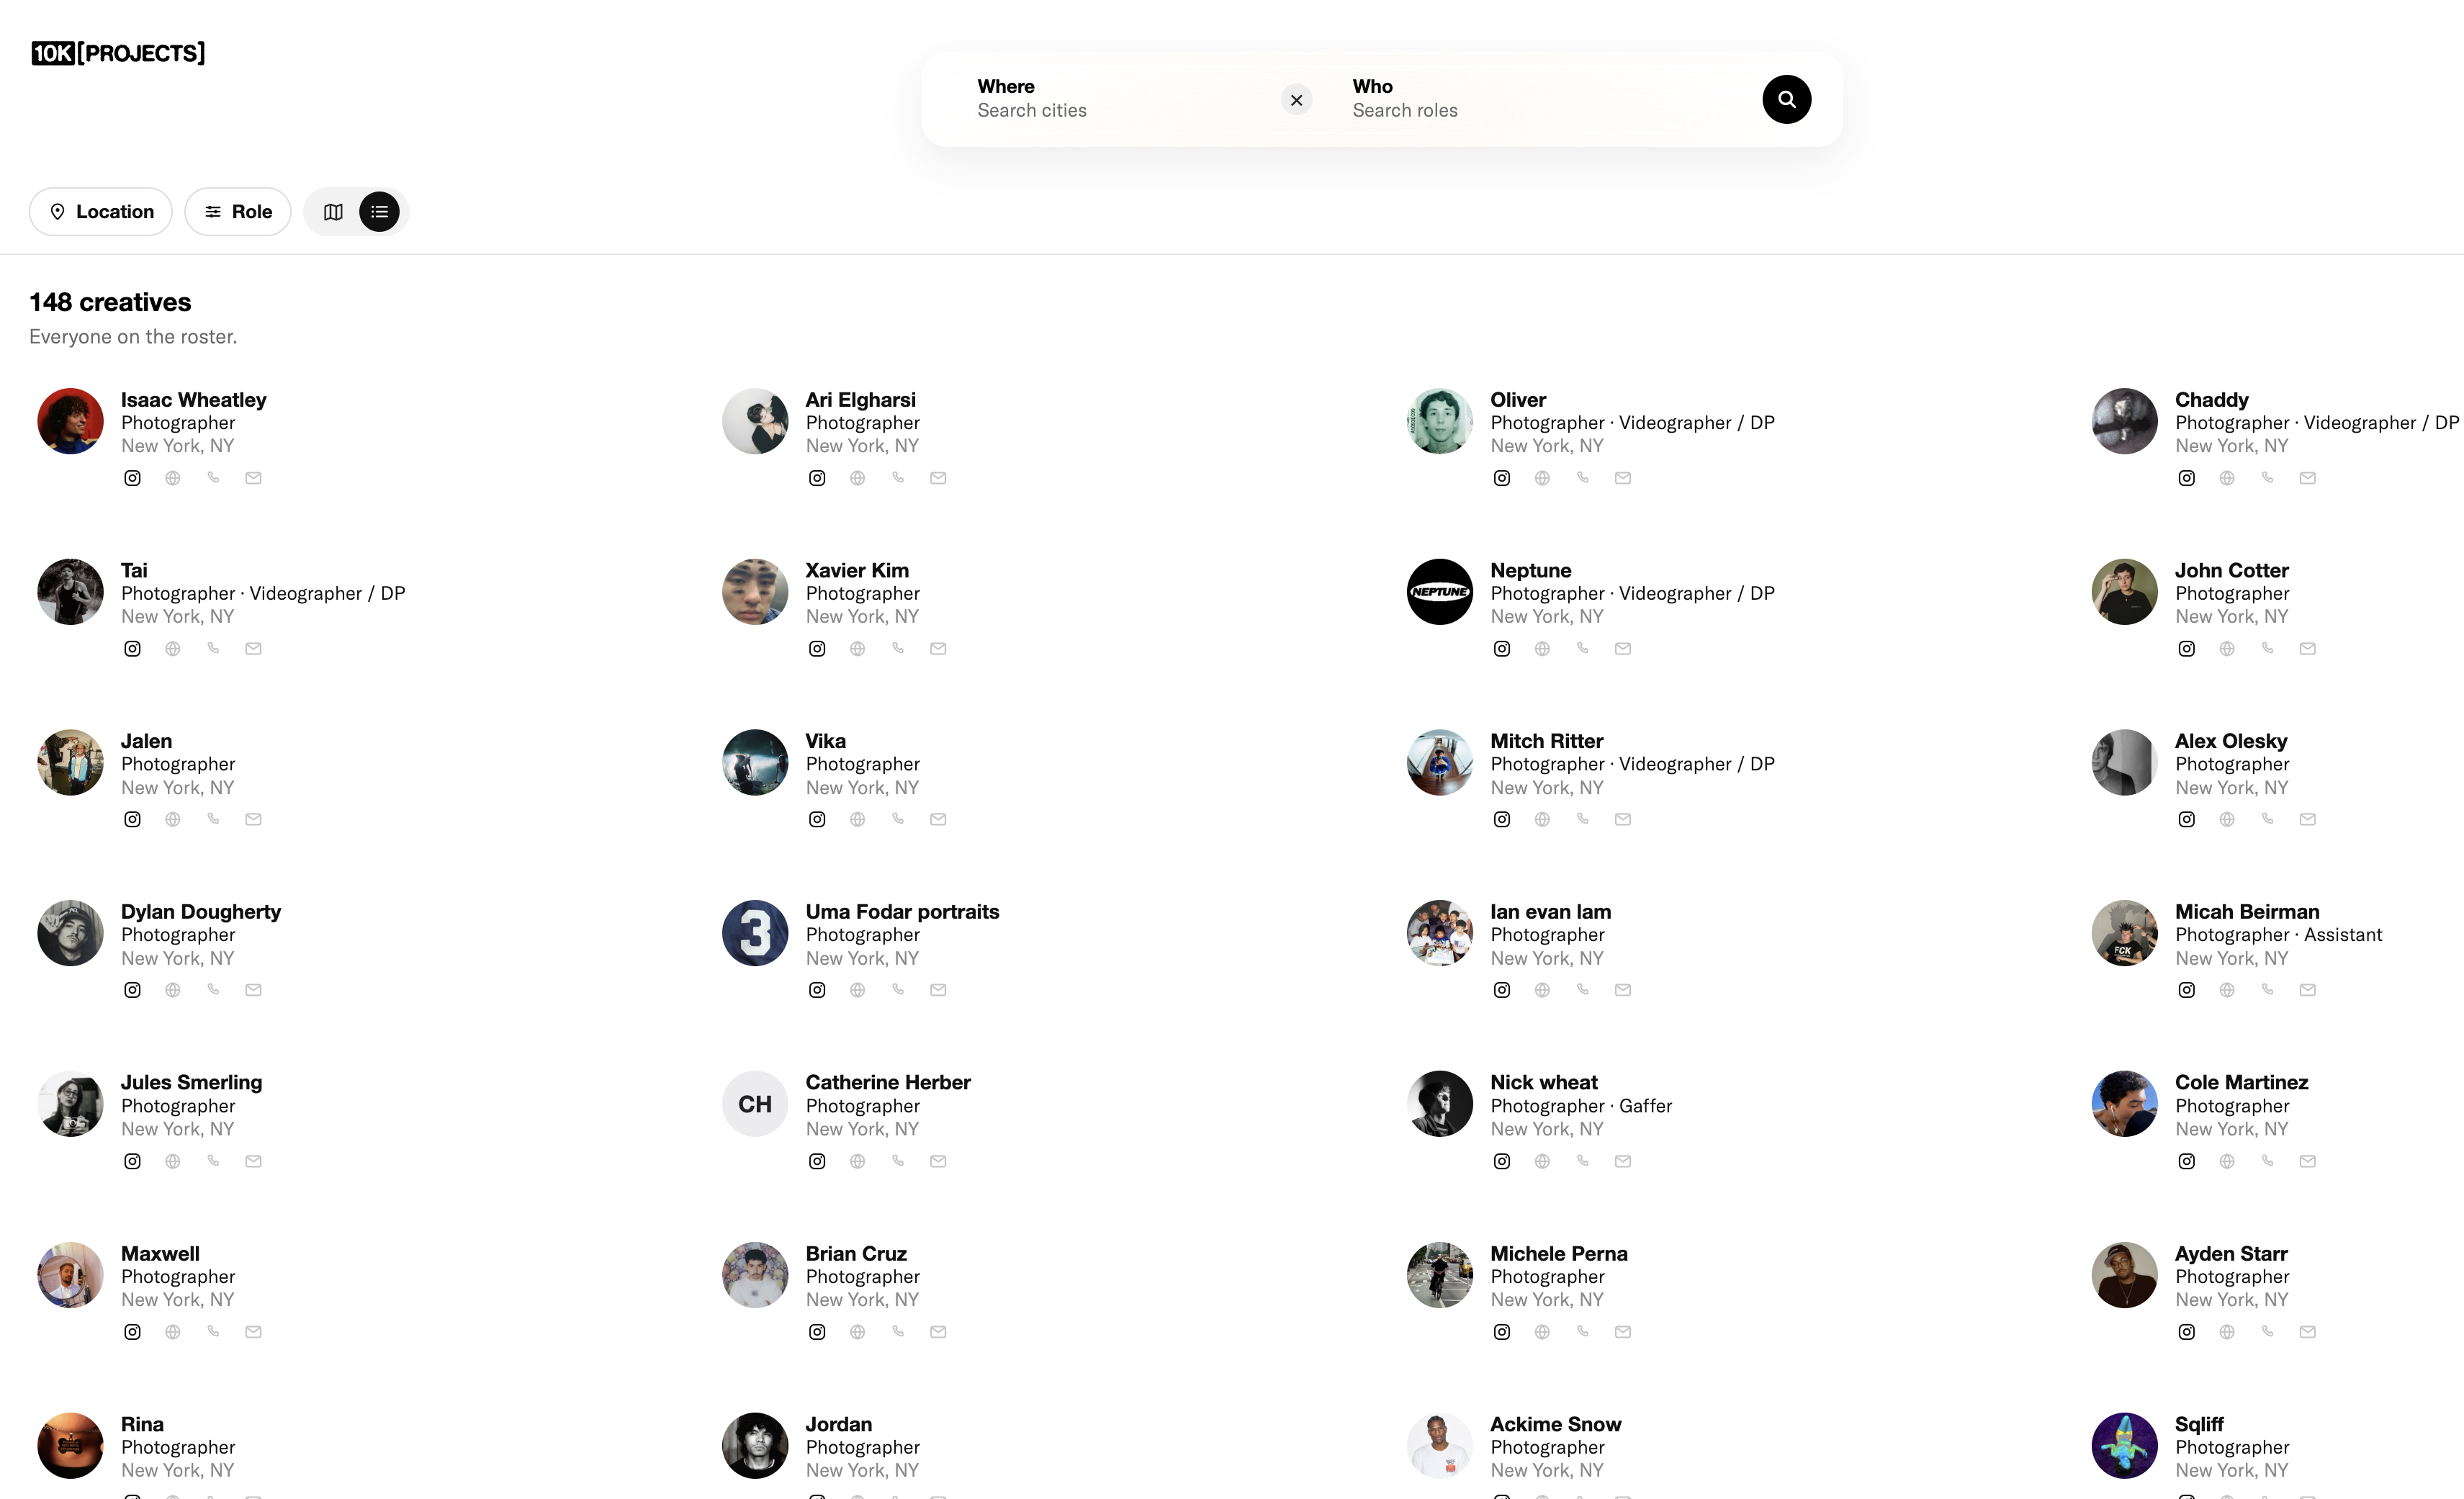 10K[PROJECTS]
Where
Search cities
Who
Search roles
Location
Role
148 creatives
Everyone on the roster.
Isaac Wheatley
Photographer
New York, NY
Ari Elgharsi
Photographer
New York, NY
Oliver
Photographer · Videographer / DP
New York, NY
Chaddy
Photographer · Videographer / DP
New York, NY
Tai
Photographer · Videographer / DP
New York, NY
Xavier Kim
Photographer
New York, NY
NEPTUNE
Neptune
Photographer · Videographer / DP
New York, NY
John Cotter
Photographer
New York, NY
Jalen
Photographer
New York, NY
Vika
Photographer
New York, NY
Mitch Ritter
Photographer · Videographer / DP
New York, NY
Alex Olesky
Photographer
New York, NY
Dylan Dougherty
Photographer
New York, NY
3
Uma Fodar portraits
Photographer
New York, NY
Ian evan lam
Photographer
New York, NY
FCK
Micah Beirman
Photographer · Assistant
New York, NY
Jules Smerling
Photographer
New York, NY
CH
Catherine Herber
Photographer
New York, NY
Nick wheat
Photographer · Gaffer
New York, NY
Cole Martinez
Photographer
New York, NY
Maxwell
Photographer
New York, NY
Brian Cruz
Photographer
New York, NY
Michele Perna
Photographer
New York, NY
Ayden Starr
Photographer
New York, NY
Rina
Photographer
New York, NY
Jordan
Photographer
New York, NY
Ackime Snow
Photographer
New York, NY
Sqliff
Photographer
New York, NY